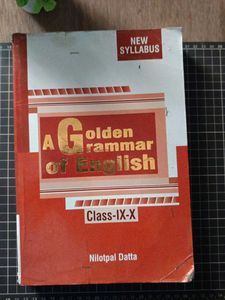 NEW
SYLLABUS
A Golden
Grammar
of English
Class-IX-X
Nilotpal Datta